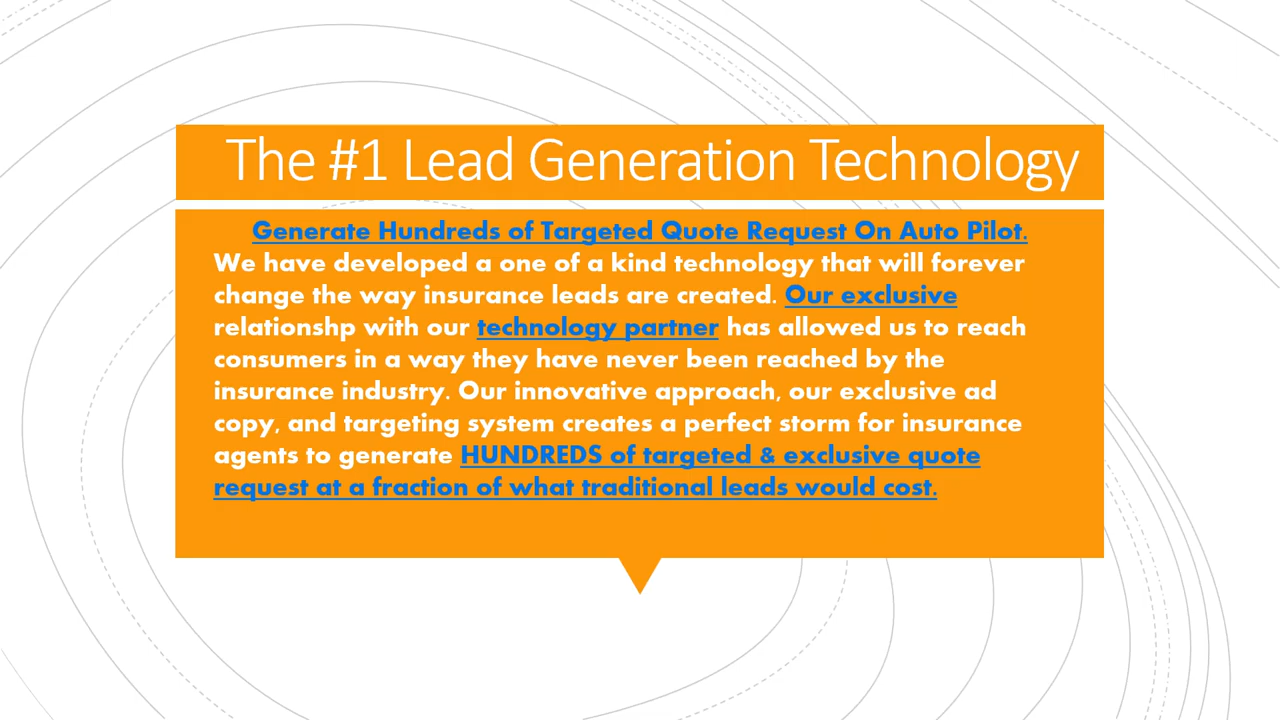 The #1 Lead Generation Technology
Generate Hundreds of Targeted Quote Request On Auto Pilot.
We have developed a one of a kind technology that will forever
change the way insurance leads are created. Our exclusive
relationshp with our technology partner has allowed us to reach
consumers in a way they have never been reached by the
insurance industry. Our innovative approach, our exclusive ad
copy, and targeting system creates a perfect storm for insurance
agents to generate HUNDREDS of targeted & exclusive quote
request at a fraction of what traditional leads would cost.